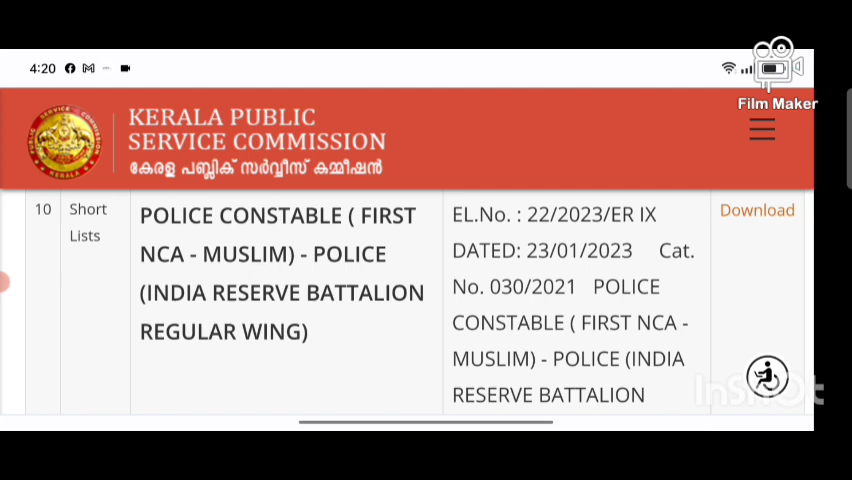 4:20
Film Maker
KERALA PUBLIC
SERVICE COMMISSION
കേരള പബ്ലിക് സർവ്വീസ് കമ്മീഷൻ
10
Short
Lists
POLICE CONSTABLE ( FIRST
NCA - MUSLIM) - POLICE
(INDIA RESERVE BATTALION
REGULAR WING)
EL.No. : 22/2023/ER IX
DATED: 23/01/2023 Cat.
No. 030/2021 POLICE
CONSTABLE ( FIRST NCA -
MUSLIM) - POLICE (INDIA
RESERVE BATTALION
Download
InShOt